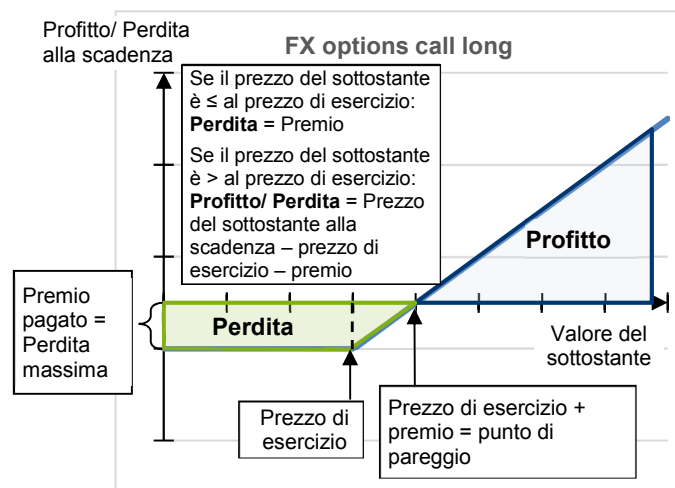 Profitto/ Perdita
alla scadenza
FX options call long
Se il prezzo del sottostante
è ≤ al prezzo di esercizio:
Perdita = Premio
Se il prezzo del sottostante
è > al prezzo di esercizio:
Profitto/ Perdita = Prezzo
del sottostante alla
scadenza – prezzo di
esercizio – premio
Profitto
Premio
pagato =
Perdita
massima
Perdita
Valore del
sottostante
Prezzo di
esercizio
Prezzo di esercizio +
premio = punto di
pareggio